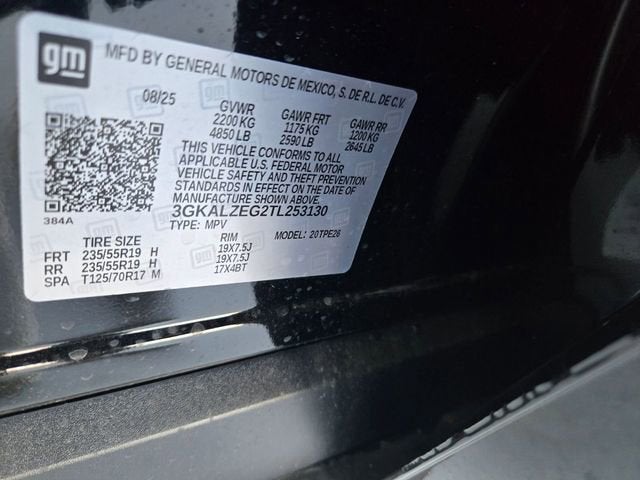 gm
MFD BY GENERAL MOTORS DE MEXICO, S. DE R.L. DE C.V.
08/25
GVWR
2200 KG
4850 LB
GAWR FRT
1175 KG
2590 LB
GAWR RR
1200 KG
2645 LB
THIS VEHICLE CONFORMS TO ALL
APPLICABLE U.S. FEDERAL MOTOR
VEHICLE SAFETY AND THEFT PREVENTION
STANDARDS IN EFFECT ON THE DATE OF
MANUFACTURE SHOWN ABOVE.
384A
3GKALZEG2TL253130
TYPE: MPV
MODEL: 20TPE26
TIRE SIZE RIM
FRT 235/55R19 H 19X7.5J
RR 235/55R19 H 19X7.5J
SPA T125/70R17 M 17X4BT